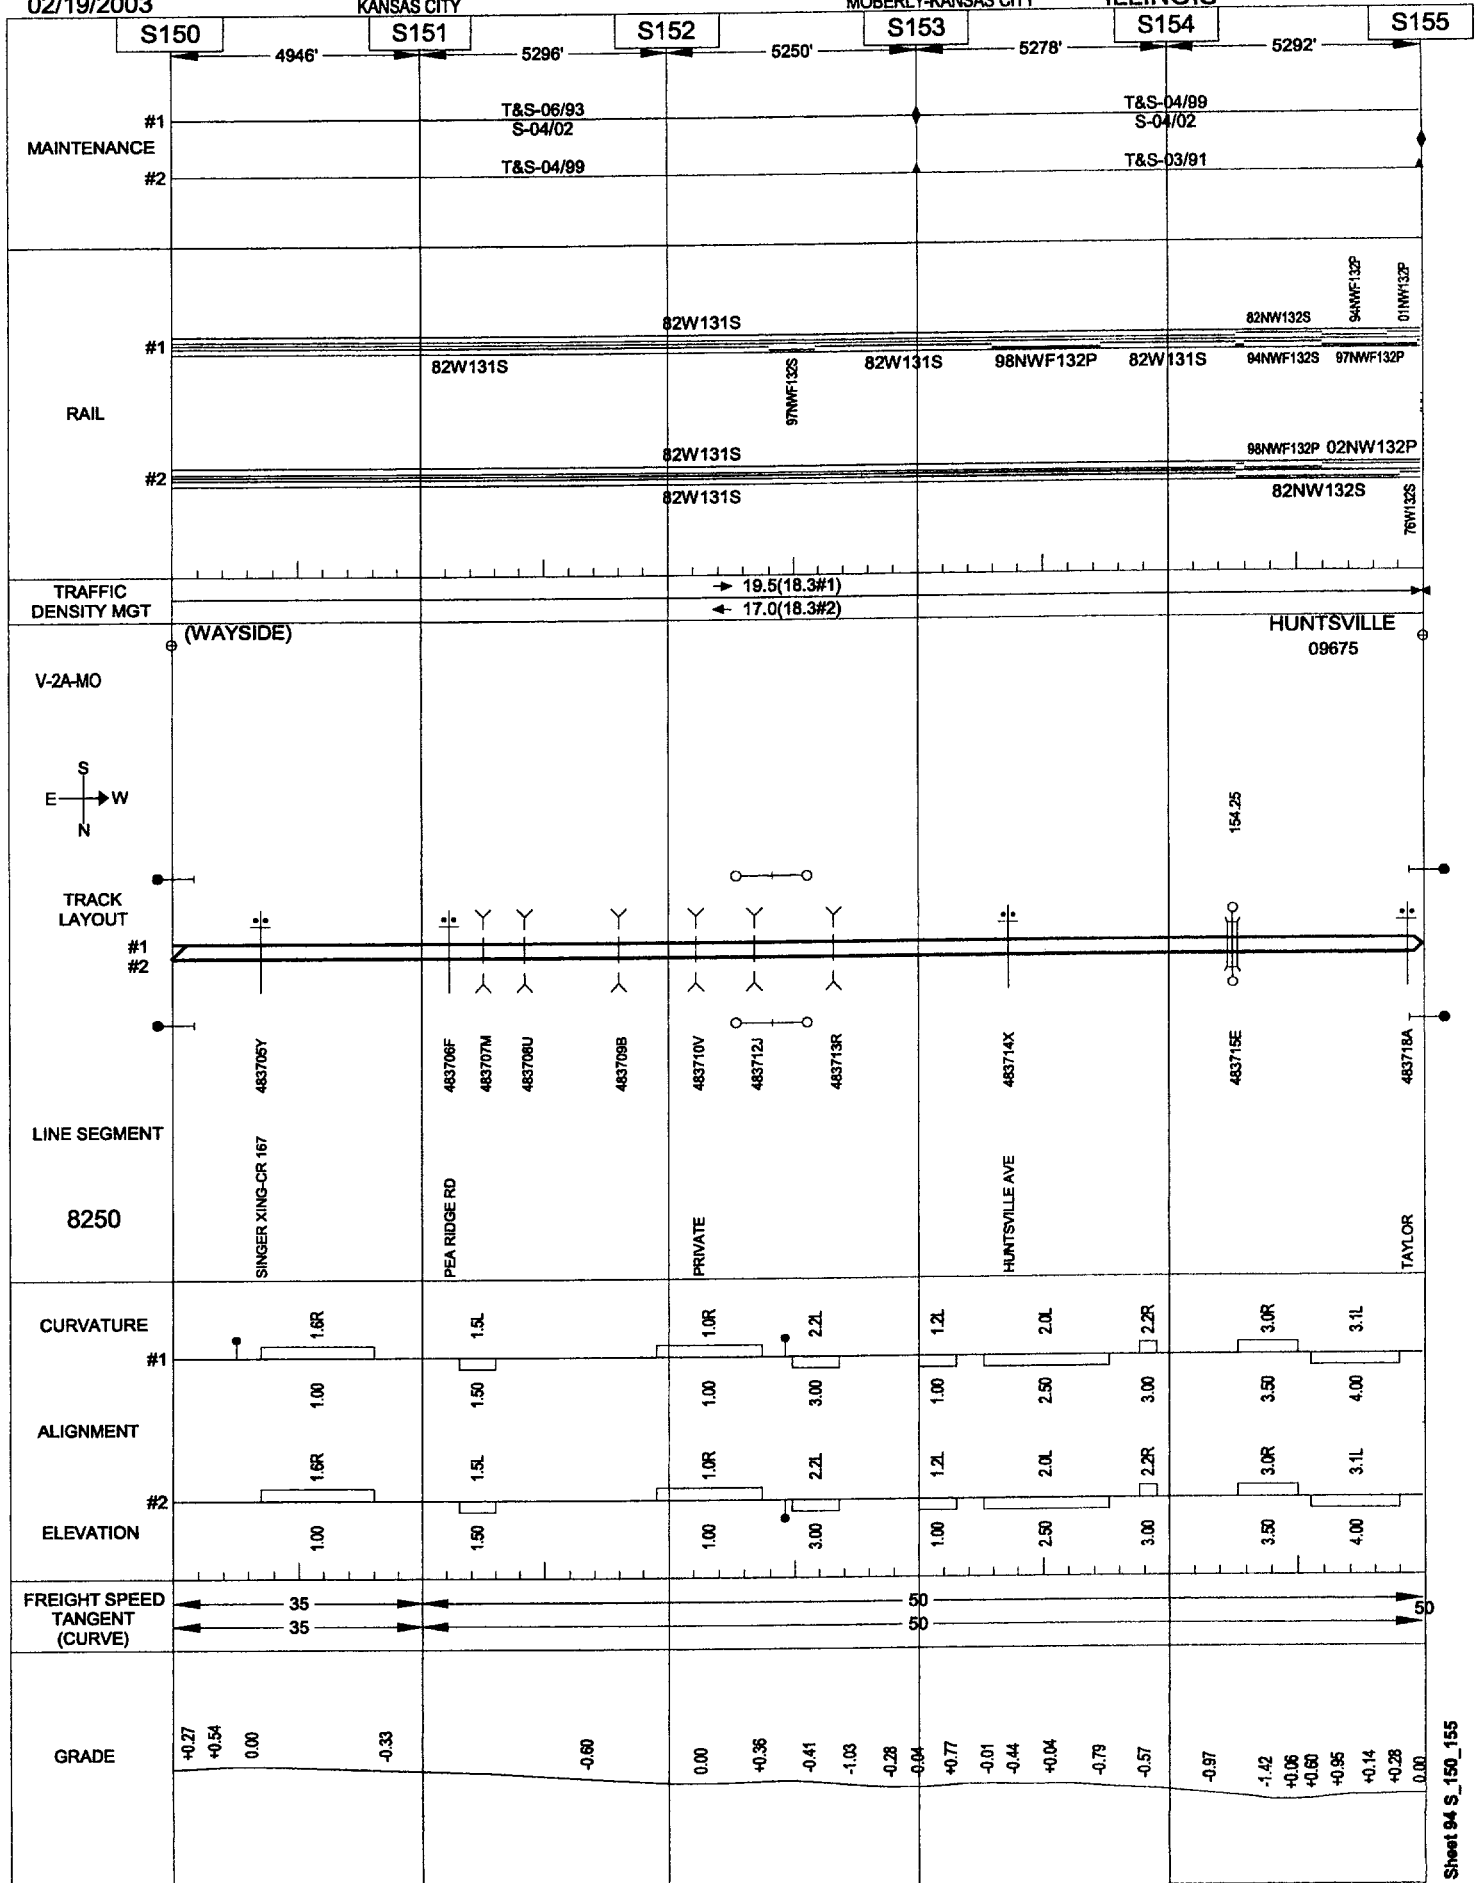 02/19/2003 KANSAS CITY MOBERLY-KANSAS CITY ILLINOIS
S150 S151 S152 S153 S154 S155
4946' 5296' 5250' 5278' 5292'
MAINTENANCE
#1 T&S-06/93 T&S-04/99
S-04/02 S-04/02
#2 T&S-04/99 T&S-03/91
RAIL
94NWF132P 01NW132P
82W131S 82NW132S
#1
82W131S 97NWF132S 82W131S 98NWF132P 82W131S 94NWF132S 97NWF132P
82W131S 98NWF132P 02NW132P
#2
82W131S 82NW132S 76W132S
TRAFFIC
DENSITY MGT
19.5(18.3#1)
17.0(18.3#2)
(WAYSIDE) HUNTSVILLE
09675
V-2A-MO
S
E W
N
154.25
TRACK
LAYOUT
#1
#2
483705Y 483706F 483707M 483708U 483709B 483710V 483712J 483713R 483714X 483715E 483718A
LINE SEGMENT
8250
SINGER XING-CR 167 PEA RIDGE RD PRIVATE HUNTSVILLE AVE TAYLOR
CURVATURE
1.6R 1.5L 1.0R 2.2L 1.2L 2.0L 2.2R 3.0R 3.1L
#1
1.00 1.50 1.00 3.00 1.00 2.50 3.00 3.50 4.00
ALIGNMENT
1.6R 1.5L 1.0R 2.2L 1.2L 2.0L 2.2R 3.0R 3.1L
#2
ELEVATION
1.00 1.50 1.00 3.00 1.00 2.50 3.00 3.50 4.00
FREIGHT SPEED
TANGENT
(CURVE)
35 50
35 50 50
GRADE
+0.27 +0.54 0.00 -0.33 -0.60 0.00 +0.36 -0.41 -1.03 -0.28 -0.94 +0.77 -0.01 -0.44 +0.04 -0.79 -0.57 -0.97 -1.42 +0.06 +0.60 +0.95 +0.14 +0.28 0.00
Sheet 94 S_150_155